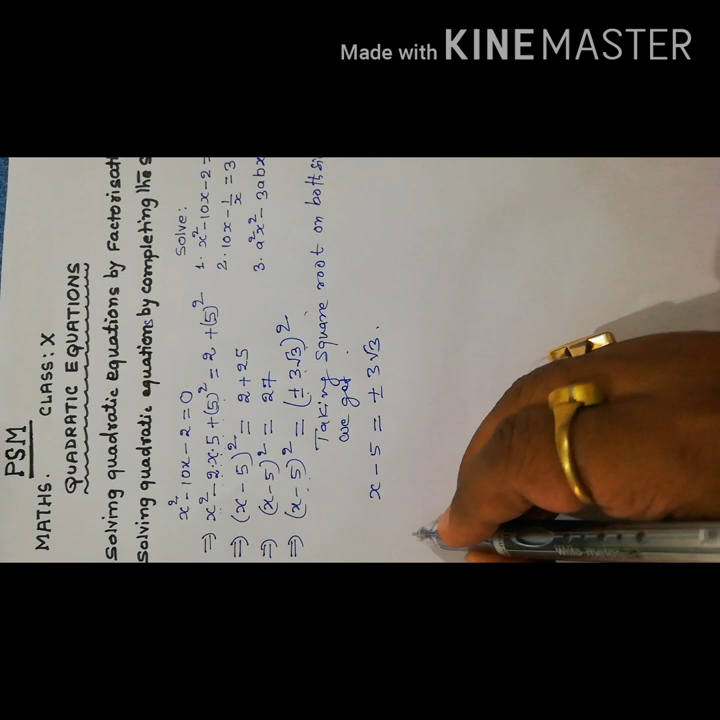 Made with KINEMASTER
PSM
MATHS. CLASS: X
QUADRATIC EQUATIONS
Solving quadratic equations by
Solving quadratic equations by completing the
Solve:
1. x² - 10x - 2 =
2. 10x - 1/x = 3
3. a²x² - 3abx
x² - 10x - 2 = 0
⇒ x² - 2·x·5 + (5)² = 2 + (5)²
⇒ (x - 5)² = 2 + 25
⇒ (x - 5)² = 27
⇒ (x - 5)² = (± 3√3)²
Taking Square root on both
we get
x - 5 = ± 3√3.